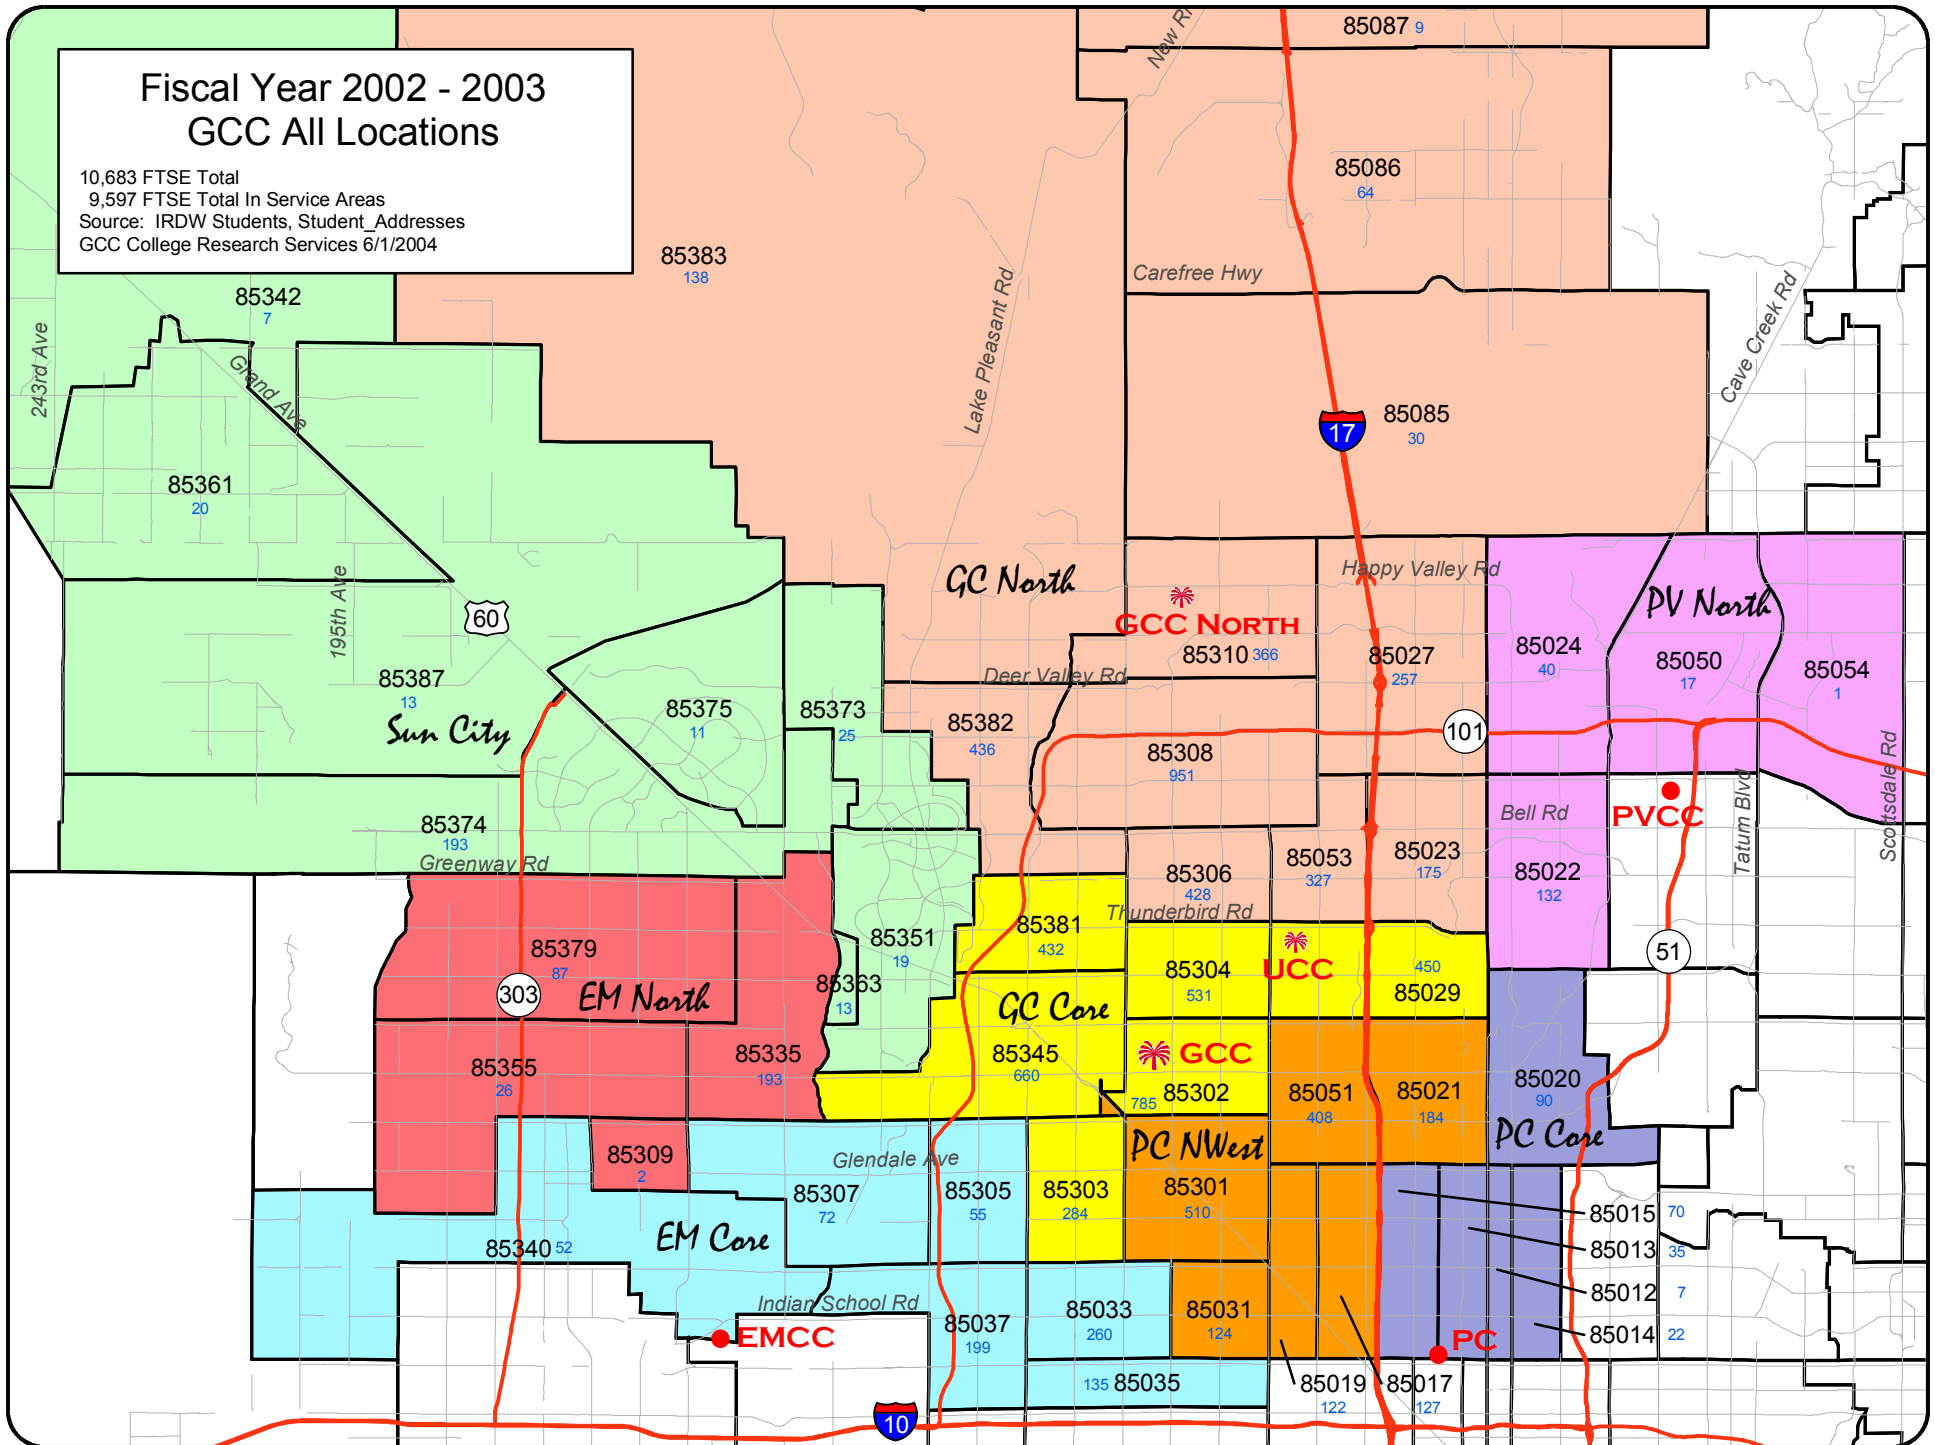 Fiscal Year 2002 - 2003
GCC All Locations
10,683 FTSE Total
9,597 FTSE Total In Service Areas
Source: IRDW Students, Student_Addresses
GCC College Research Services 6/1/2004
85087 9
New Ri
85086
64
85383
138
Carefree Hwy
85342
7
243rd Ave
Grand Ave
Lake Pleasant Rd
Cave Creek Rd
17
85085
30
85361
20
195th Ave
60
GC North
GCC North
85310 366
Happy Valley Rd
85027
257
PV North
85024
40
85050
17
85054
1
Deer Valley Rd
85387
13
Sun City
85375
11
85373
25
85382
436
85308
951
101
Bell Rd
PVCC
Tatum Blvd
Scottsdale Rd
85374
193
Greenway Rd
85306
428
85053
327
85023
175
85022
132
Thunderbird Rd
85381
432
85351
19
85379
87
303
EM North
85363
13
GC Core
85304
531
UCC
450
85029
51
85355
26
85335
193
85345
660
GCC
785 85302
85051
408
85021
184
85020
90
PC Core
PC NWest
85309
2
Glendale Ave
85307
72
85305
55
85303
284
85301
510
85015 70
85013 35
85012 7
85014 22
85340 52
EM Core
Indian School Rd
EMCC
85037
199
85033
260
85031
124
PC
135 85035
85019
122
85017
127
10